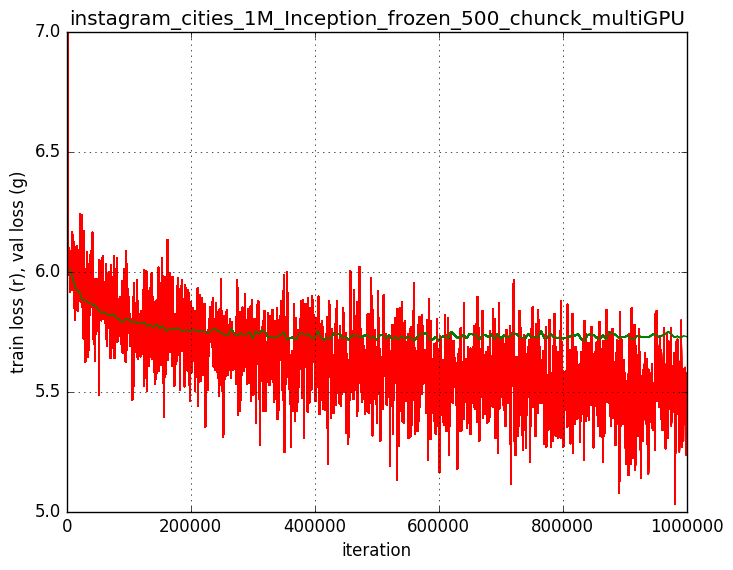 instagram_cities_1M_Inception_frozen_500_chunck_multiGPU
train loss (r), val loss (g)
7.0
6.5
6.0
5.5
5.0
0 200000 400000 600000 800000 1000000
iteration